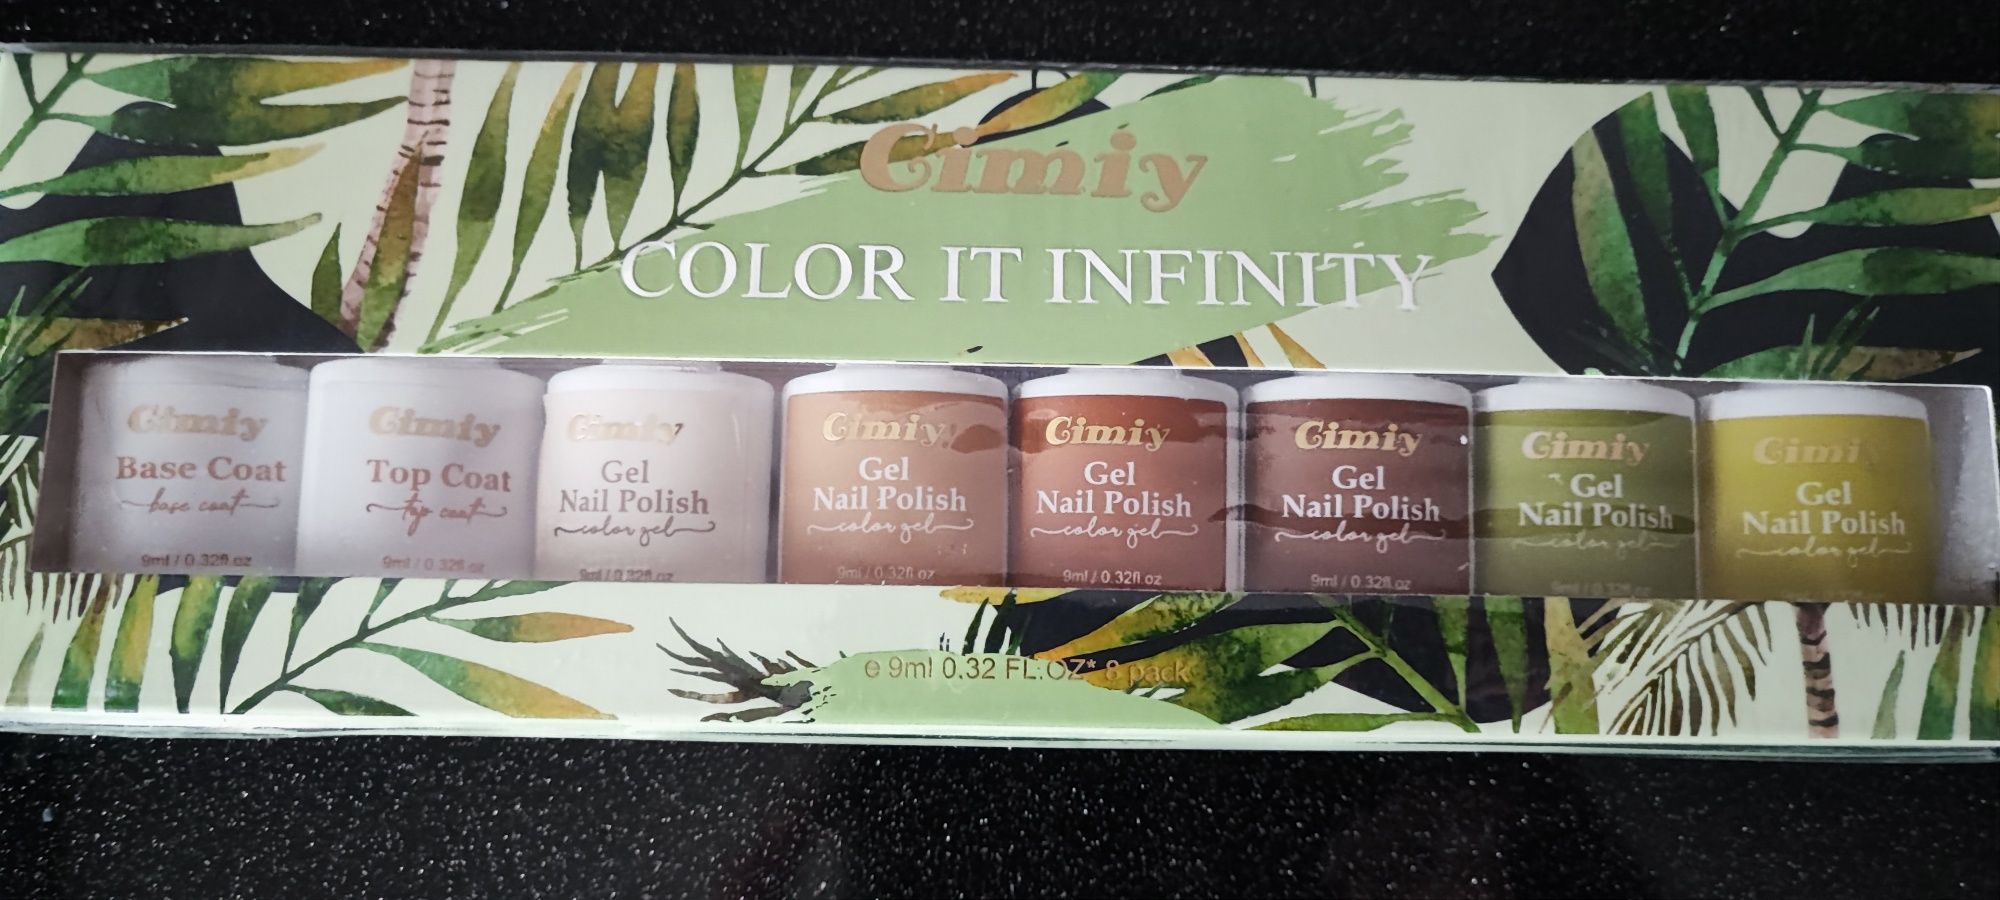 Cimiy
COLOR IT INFINITY
Cimiy
Base Coat
base coat
9ml / 0.32fl oz
Cimiy
Top Coat
top coat
9ml / 0.32fl oz
Cimiy
Gel
Nail Polish
color gel
9ml / 0.32fl oz
Cimiy
Gel
Nail Polish
color gel
9ml / 0.32fl oz
Cimiy
Gel
Nail Polish
color gel
9ml / 0.32fl oz
Cimiy
Gel
Nail Polish
color gel
9ml / 0.32fl oz
Cimiy
Gel
Nail Polish
color gel
Cimiy
Gel
Nail Polish
color gel
e 9ml 0.32 FL.OZ* 8 pack